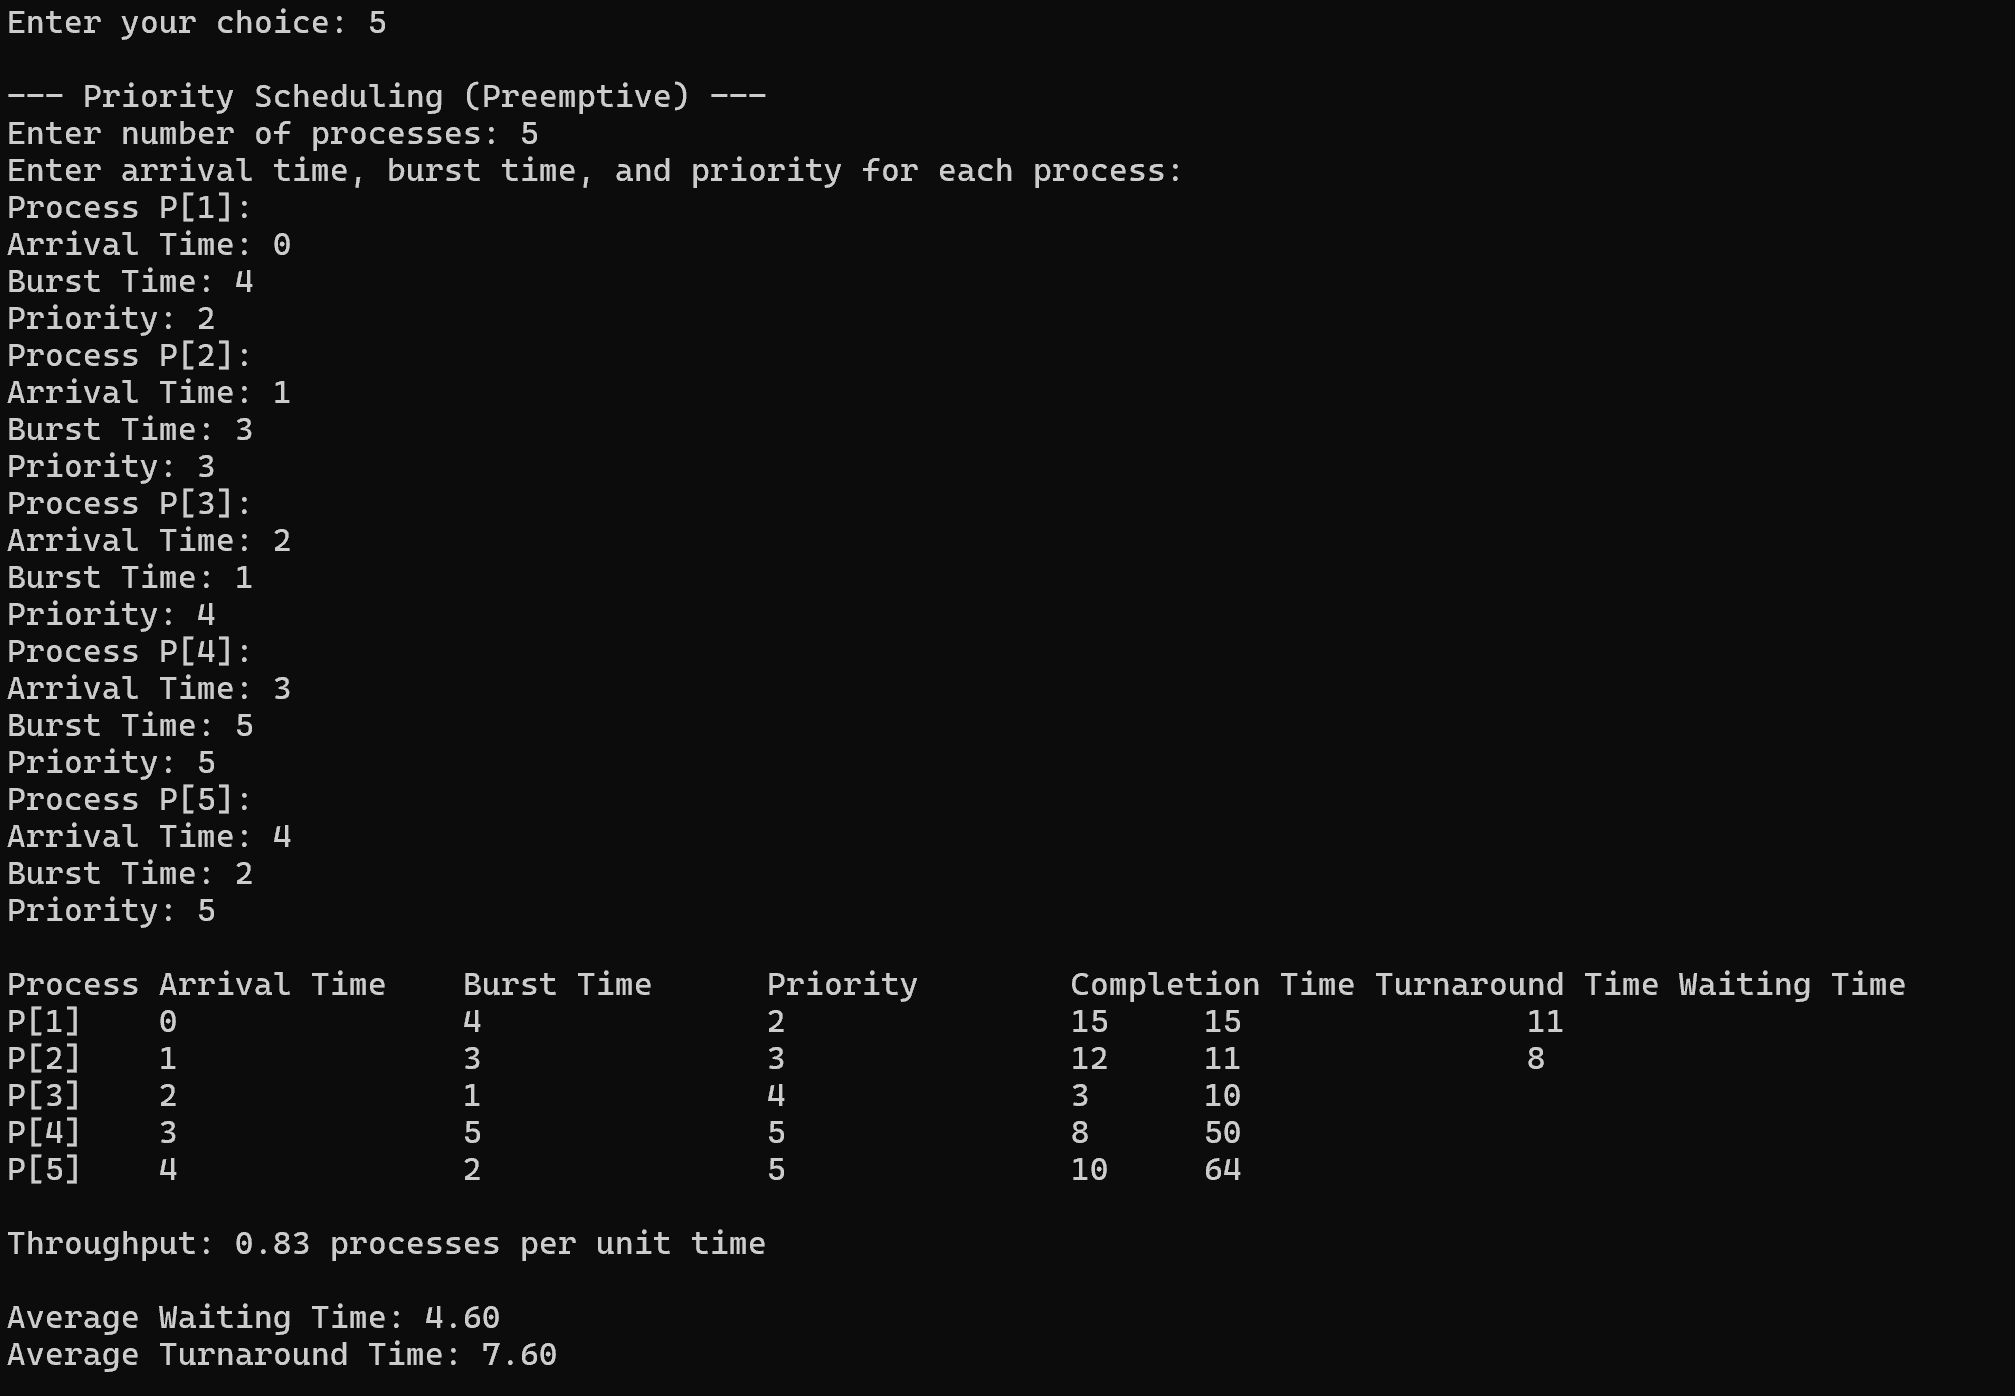 Enter your choice: 5
--- Priority Scheduling (Preemptive) ---
Enter number of processes: 5
Enter arrival time, burst time, and priority for each process:
Process P[1]:
Arrival Time: 0
Burst Time: 4
Priority: 2
Process P[2]:
Arrival Time: 1
Burst Time: 3
Priority: 3
Process P[3]:
Arrival Time: 2
Burst Time: 1
Priority: 4
Process P[4]:
Arrival Time: 3
Burst Time: 5
Priority: 5
Process P[5]:
Arrival Time: 4
Burst Time: 2
Priority: 5
Process Arrival Time    Burst Time      Priority        Completion Time Turnaround Time Waiting Time
P[1]    0               4               2               15     15               11
P[2]    1               3               3               12     11               8
P[3]    2               1               4               3      10
P[4]    3               5               5               8      50
P[5]    4               2               5               10     64
Throughput: 0.83 processes per unit time
Average Waiting Time: 4.60
Average Turnaround Time: 7.60